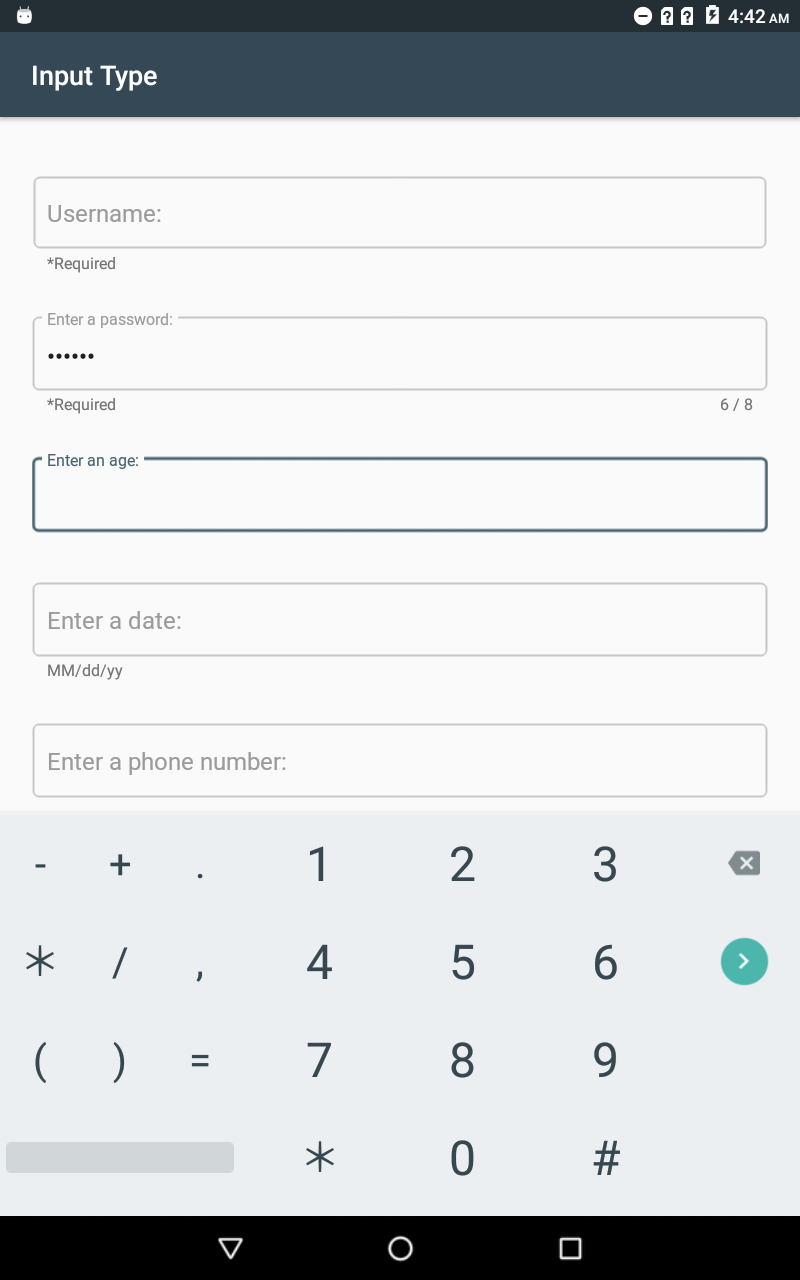 4:42 AM
Input Type
Username:
*Required
Enter a password:
••••••
*Required 6 / 8
Enter an age:
Enter a date:
MM/dd/yy
Enter a phone number:
- + . 1 2 3
* / , 4 5 6
( ) = 7 8 9
* 0 #